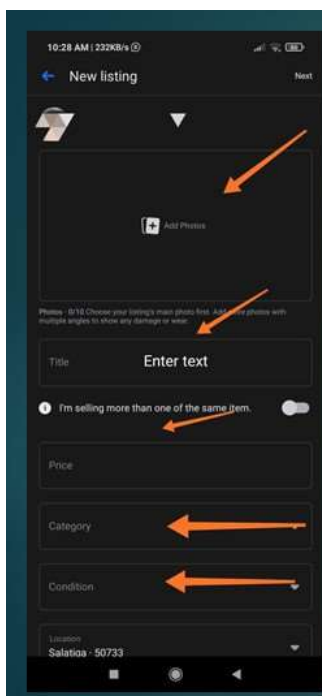 10:28 AM | 232KB/s
New listing
Next
Add Photos
Photos · 0/10 Choose your listing's main photo first. Add more photos with
multiple angles to show any damage or wear.
Title
Enter text
I'm selling more than one of the same item.
Price
Category
Condition
Location
Salatiga · 50733